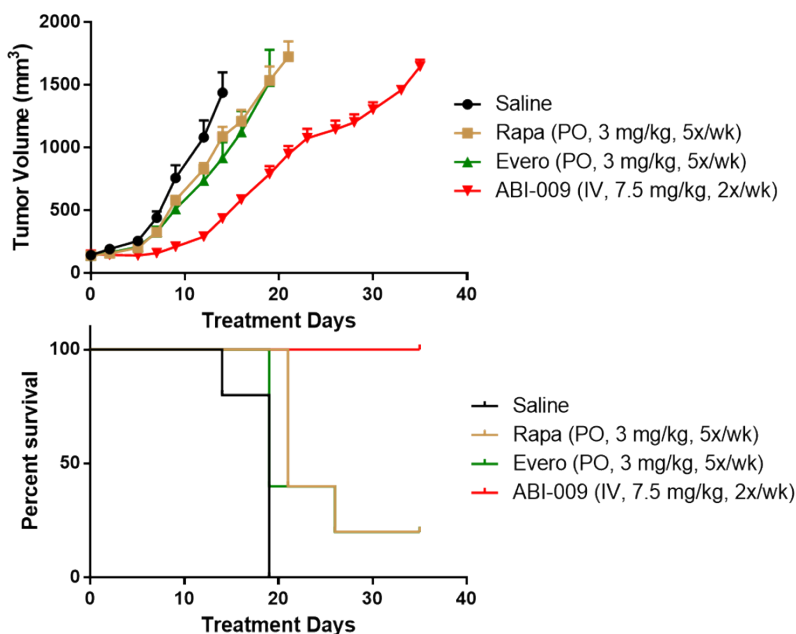 2000
1500
1000
500
0
Tumor Volume (mm³)
0 10 20 30 40
Treatment Days
Saline
Rapa (PO, 3 mg/kg, 5x/wk)
Evero (PO, 3 mg/kg, 5x/wk)
ABI-009 (IV, 7.5 mg/kg, 2x/wk)
100
50
0
Percent survival
0 10 20 30 40
Treatment Days
Saline
Rapa (PO, 3 mg/kg, 5x/wk)
Evero (PO, 3 mg/kg, 5x/wk)
ABI-009 (IV, 7.5 mg/kg, 2x/wk)